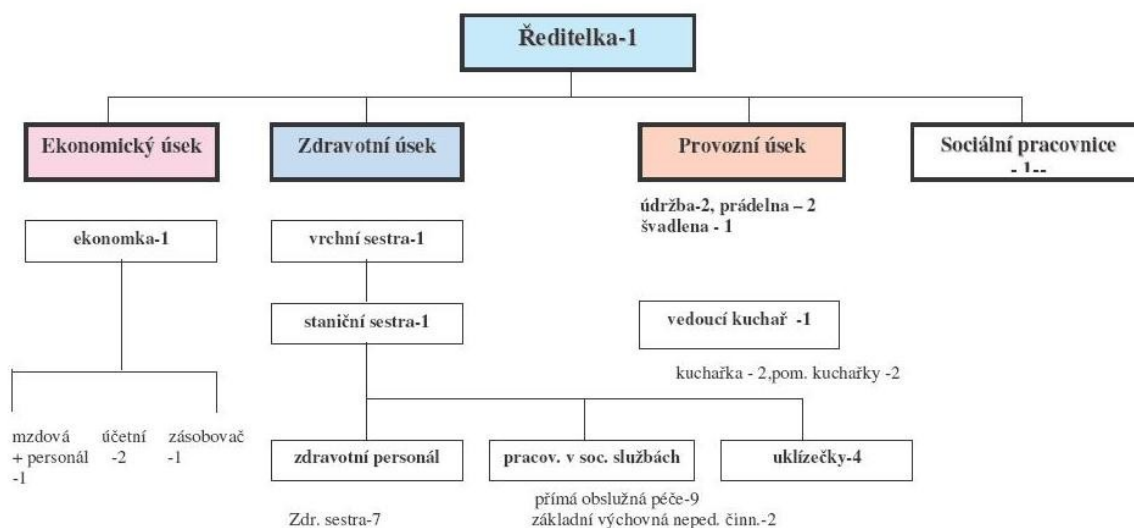 Ředitelka-1
Ekonomický úsek
Zdravotní úsek
Provozní úsek
Sociální pracovnice
- 1--
údržba-2, prádelna – 2
švadlena - 1
ekonomka-1
vrchní sestra-1
staniční sestra-1
vedoucí kuchař -1
kuchařka - 2,pom. kuchařky -2
mzdová
+ personál
-1
účetní
-2
zásobovač
-1
zdravotní personál
pracov. v soc. službách
uklízečky-4
Zdr. sestra-7
přímá obslužná péče-9
základní výchovná neped. činn.-2